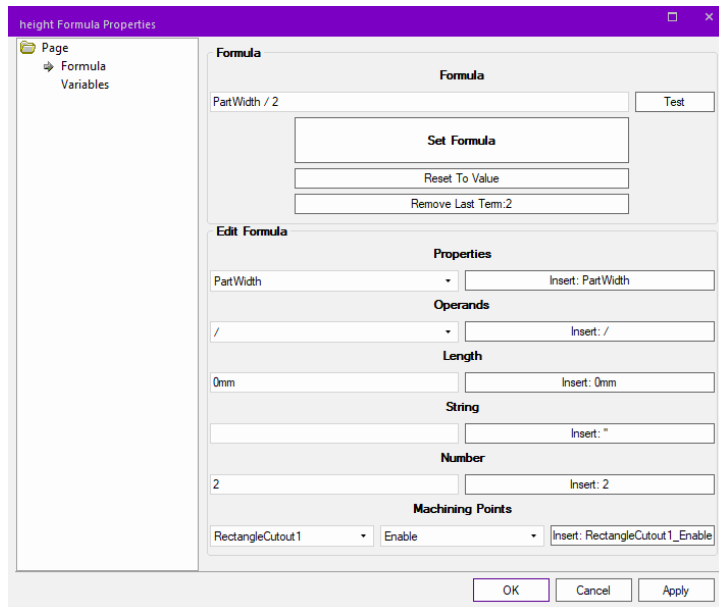 height Formula Properties
Page
Formula
Variables
Formula
Formula
PartWidth / 2
Test
Set Formula
Reset To Value
Remove Last Term:2
Edit Formula
Properties
PartWidth
Insert: PartWidth
Operands
/
Insert: /
Length
0mm
Insert: 0mm
String
Insert: "
Number
2
Insert: 2
Machining Points
RectangleCutout1
Enable
Insert: RectangleCutout1_Enable
OK
Cancel
Apply